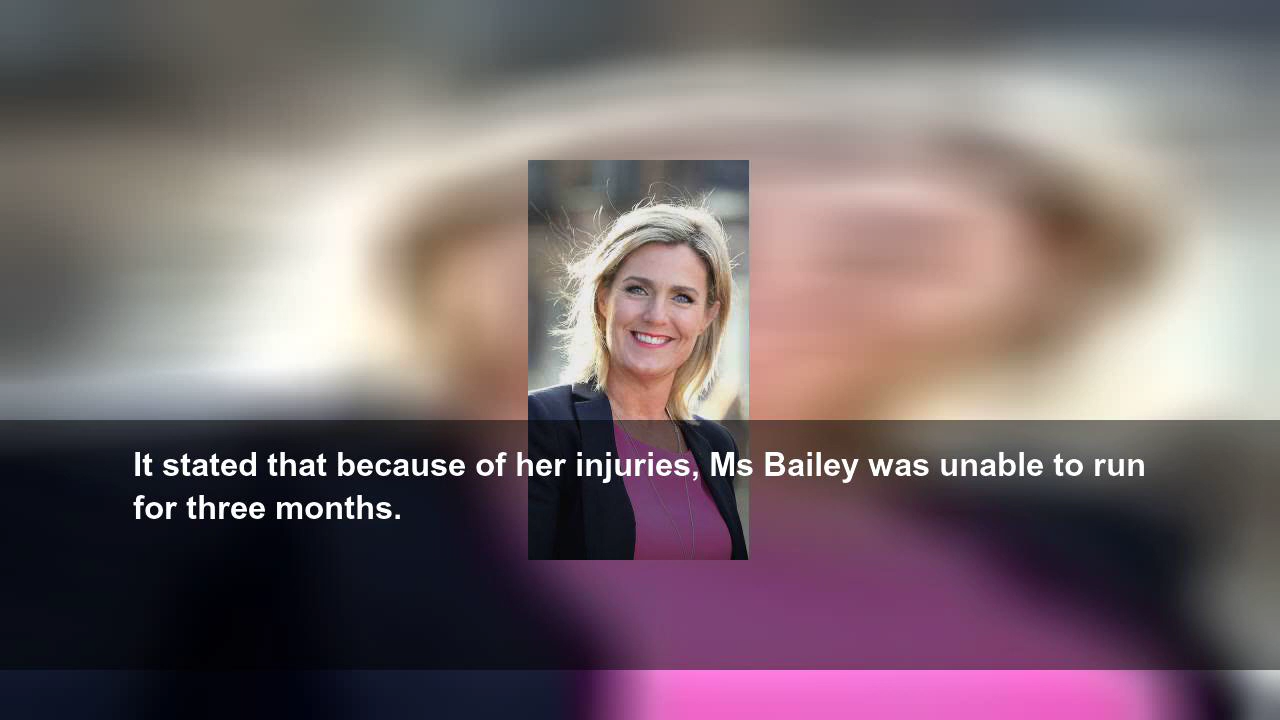 It stated that because of her injuries, Ms Bailey was unable to run
for three months.